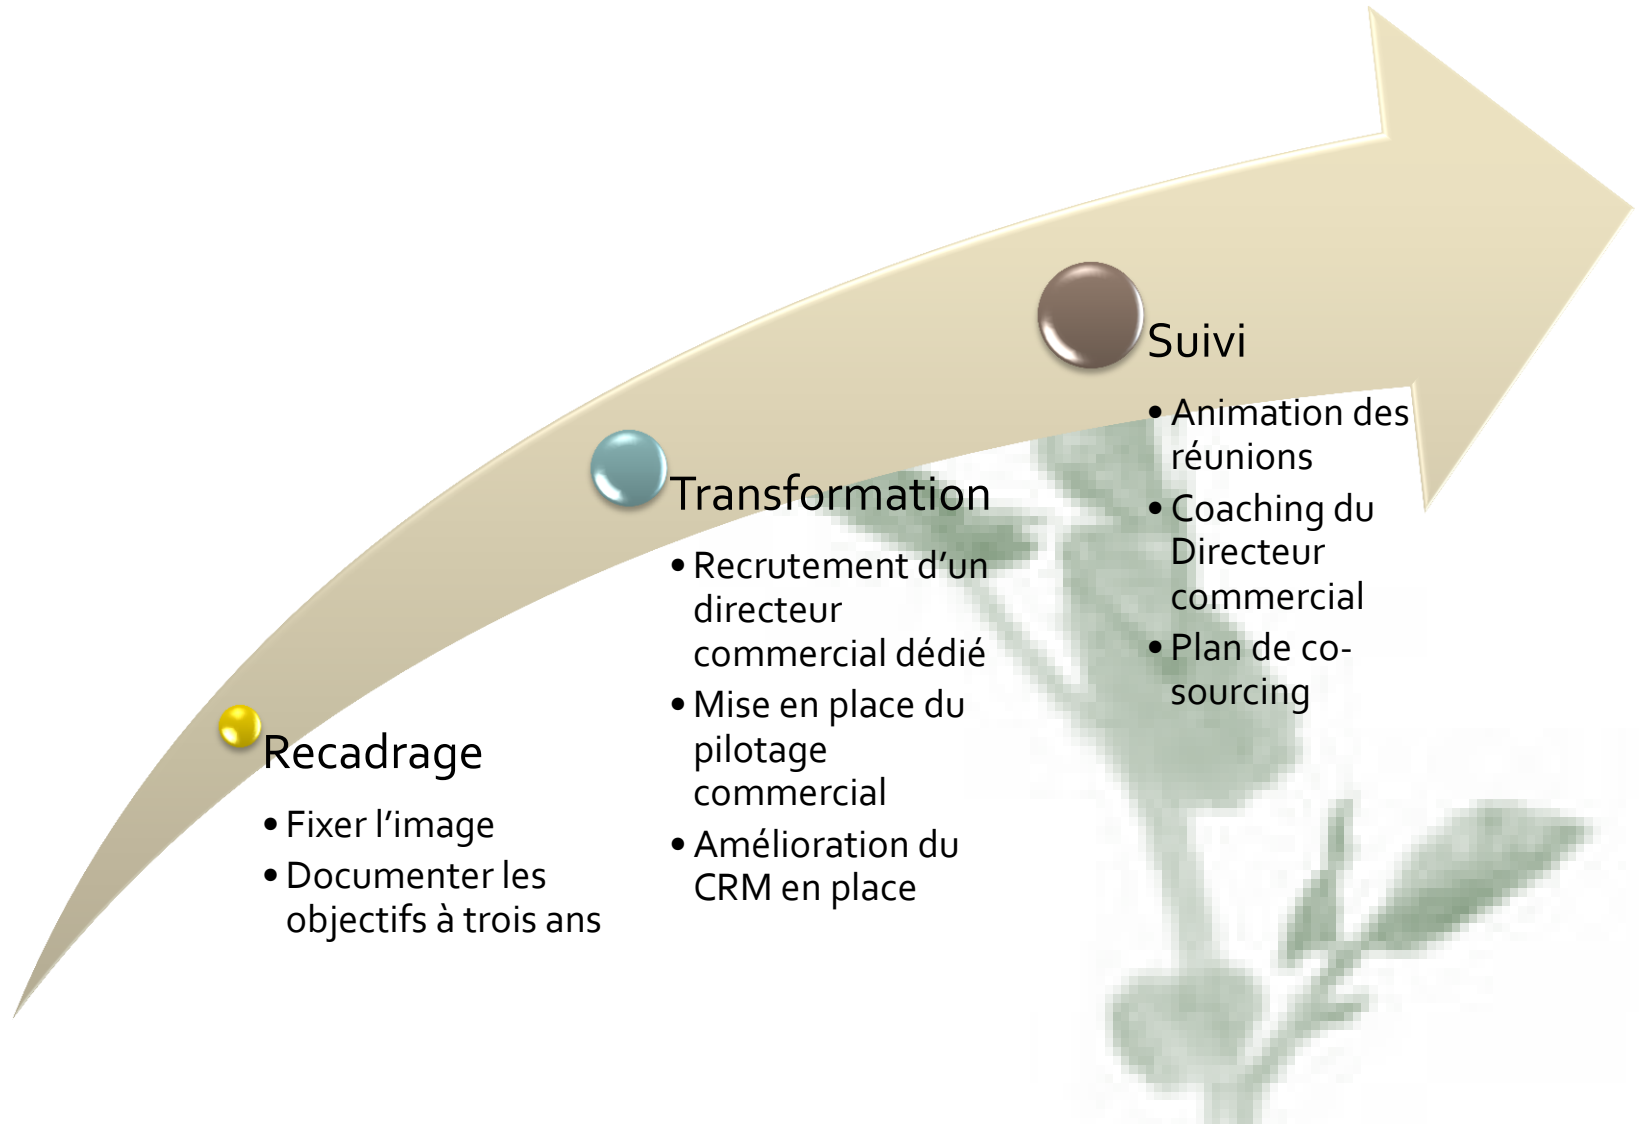 Recadrage
• Fixer l’image
• Documenter les
objectifs à trois ans
Transformation
• Recrutement d’un
directeur
commercial dédié
• Mise en place du
pilotage
commercial
• Amélioration du
CRM en place
Suivi
• Animation des
réunions
• Coaching du
Directeur
commercial
• Plan de co-
sourcing